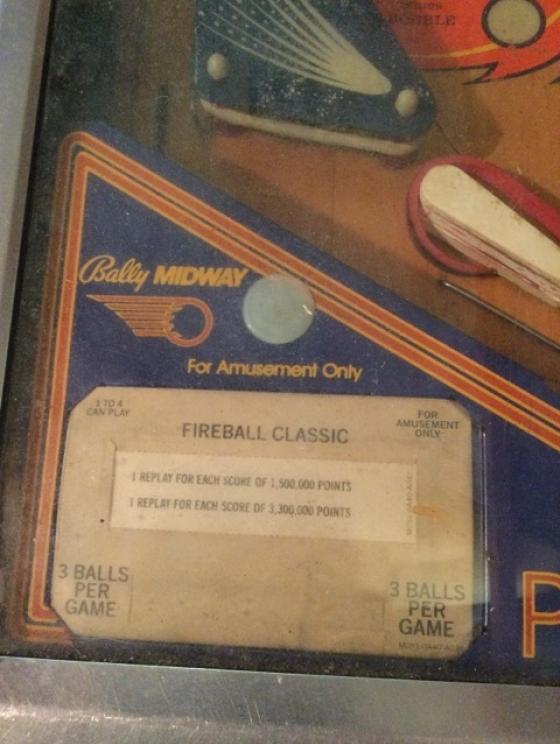 Bally MIDWAY
For Amusement Only
1 TO 4
CAN PLAY
FOR
AMUSEMENT
ONLY
FIREBALL CLASSIC
1 REPLAY FOR EACH SCORE OF 1,500,000 POINTS
1 REPLAY FOR EACH SCORE OF 3,300,000 POINTS
3 BALLS
PER
GAME
3 BALLS
PER
GAME
P